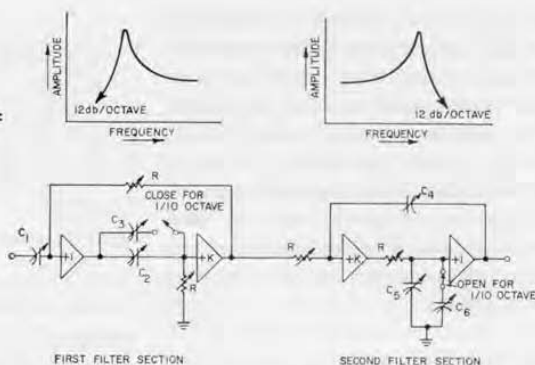 AMPLITUDE
12db/OCTAVE
FREQUENCY
AMPLITUDE
12 db/OCTAVE
FREQUENCY
R
CLOSE FOR
1/10 OCTAVE
C1
+1
C3
C2
+K
R
R
+K
R
C4
+1
C5
C6
OPEN FOR
1/10 OCTAVE
FIRST FILTER SECTION
SECOND FILTER SECTION